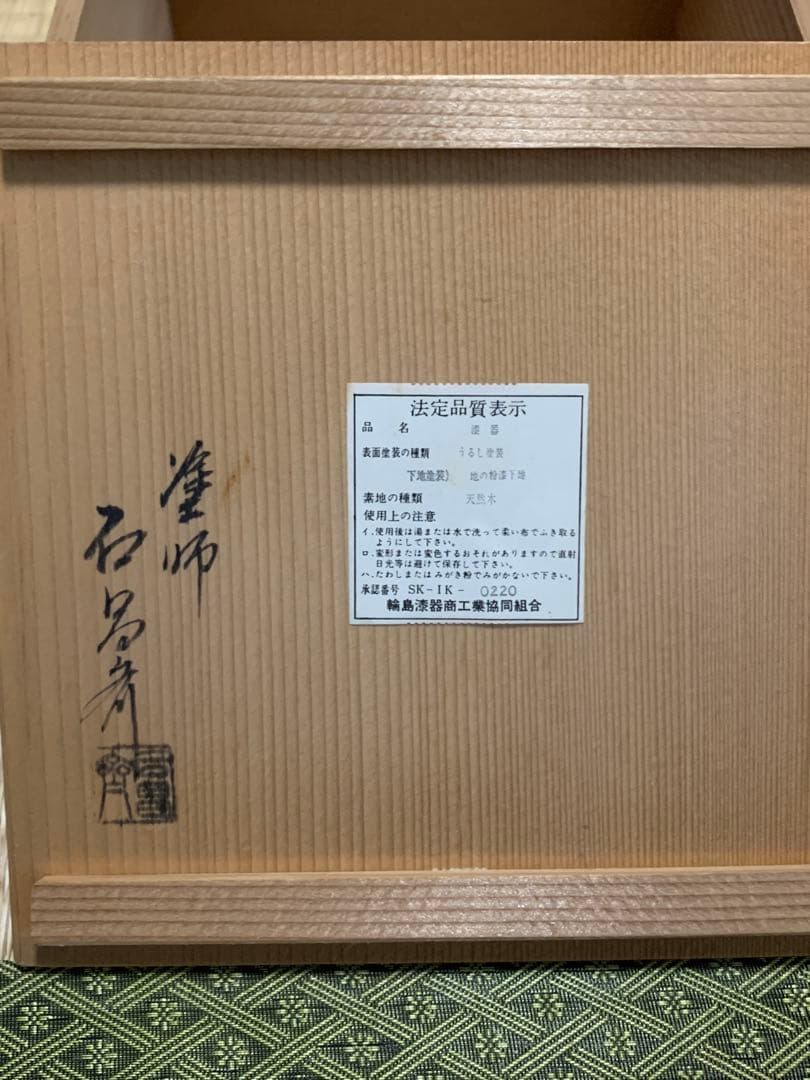 法定品質表示
品名 漆器
表面塗装の種類 うるし塗装
下地塗装） 地の粉漆下地
素地の種類 天然木
使用上の注意
イ.使用後は湯または水で洗って柔い布でふき取る
ようにして下さい。
ロ.変形または変色するおそれがありますので直射
日光等は避けて保存して下さい。
ハ.たわしまたはみがき粉でみがかないで下さい。
承認番号 SK-IK- 0220
輪島漆器商工業協同組合
塗師
石昌斎